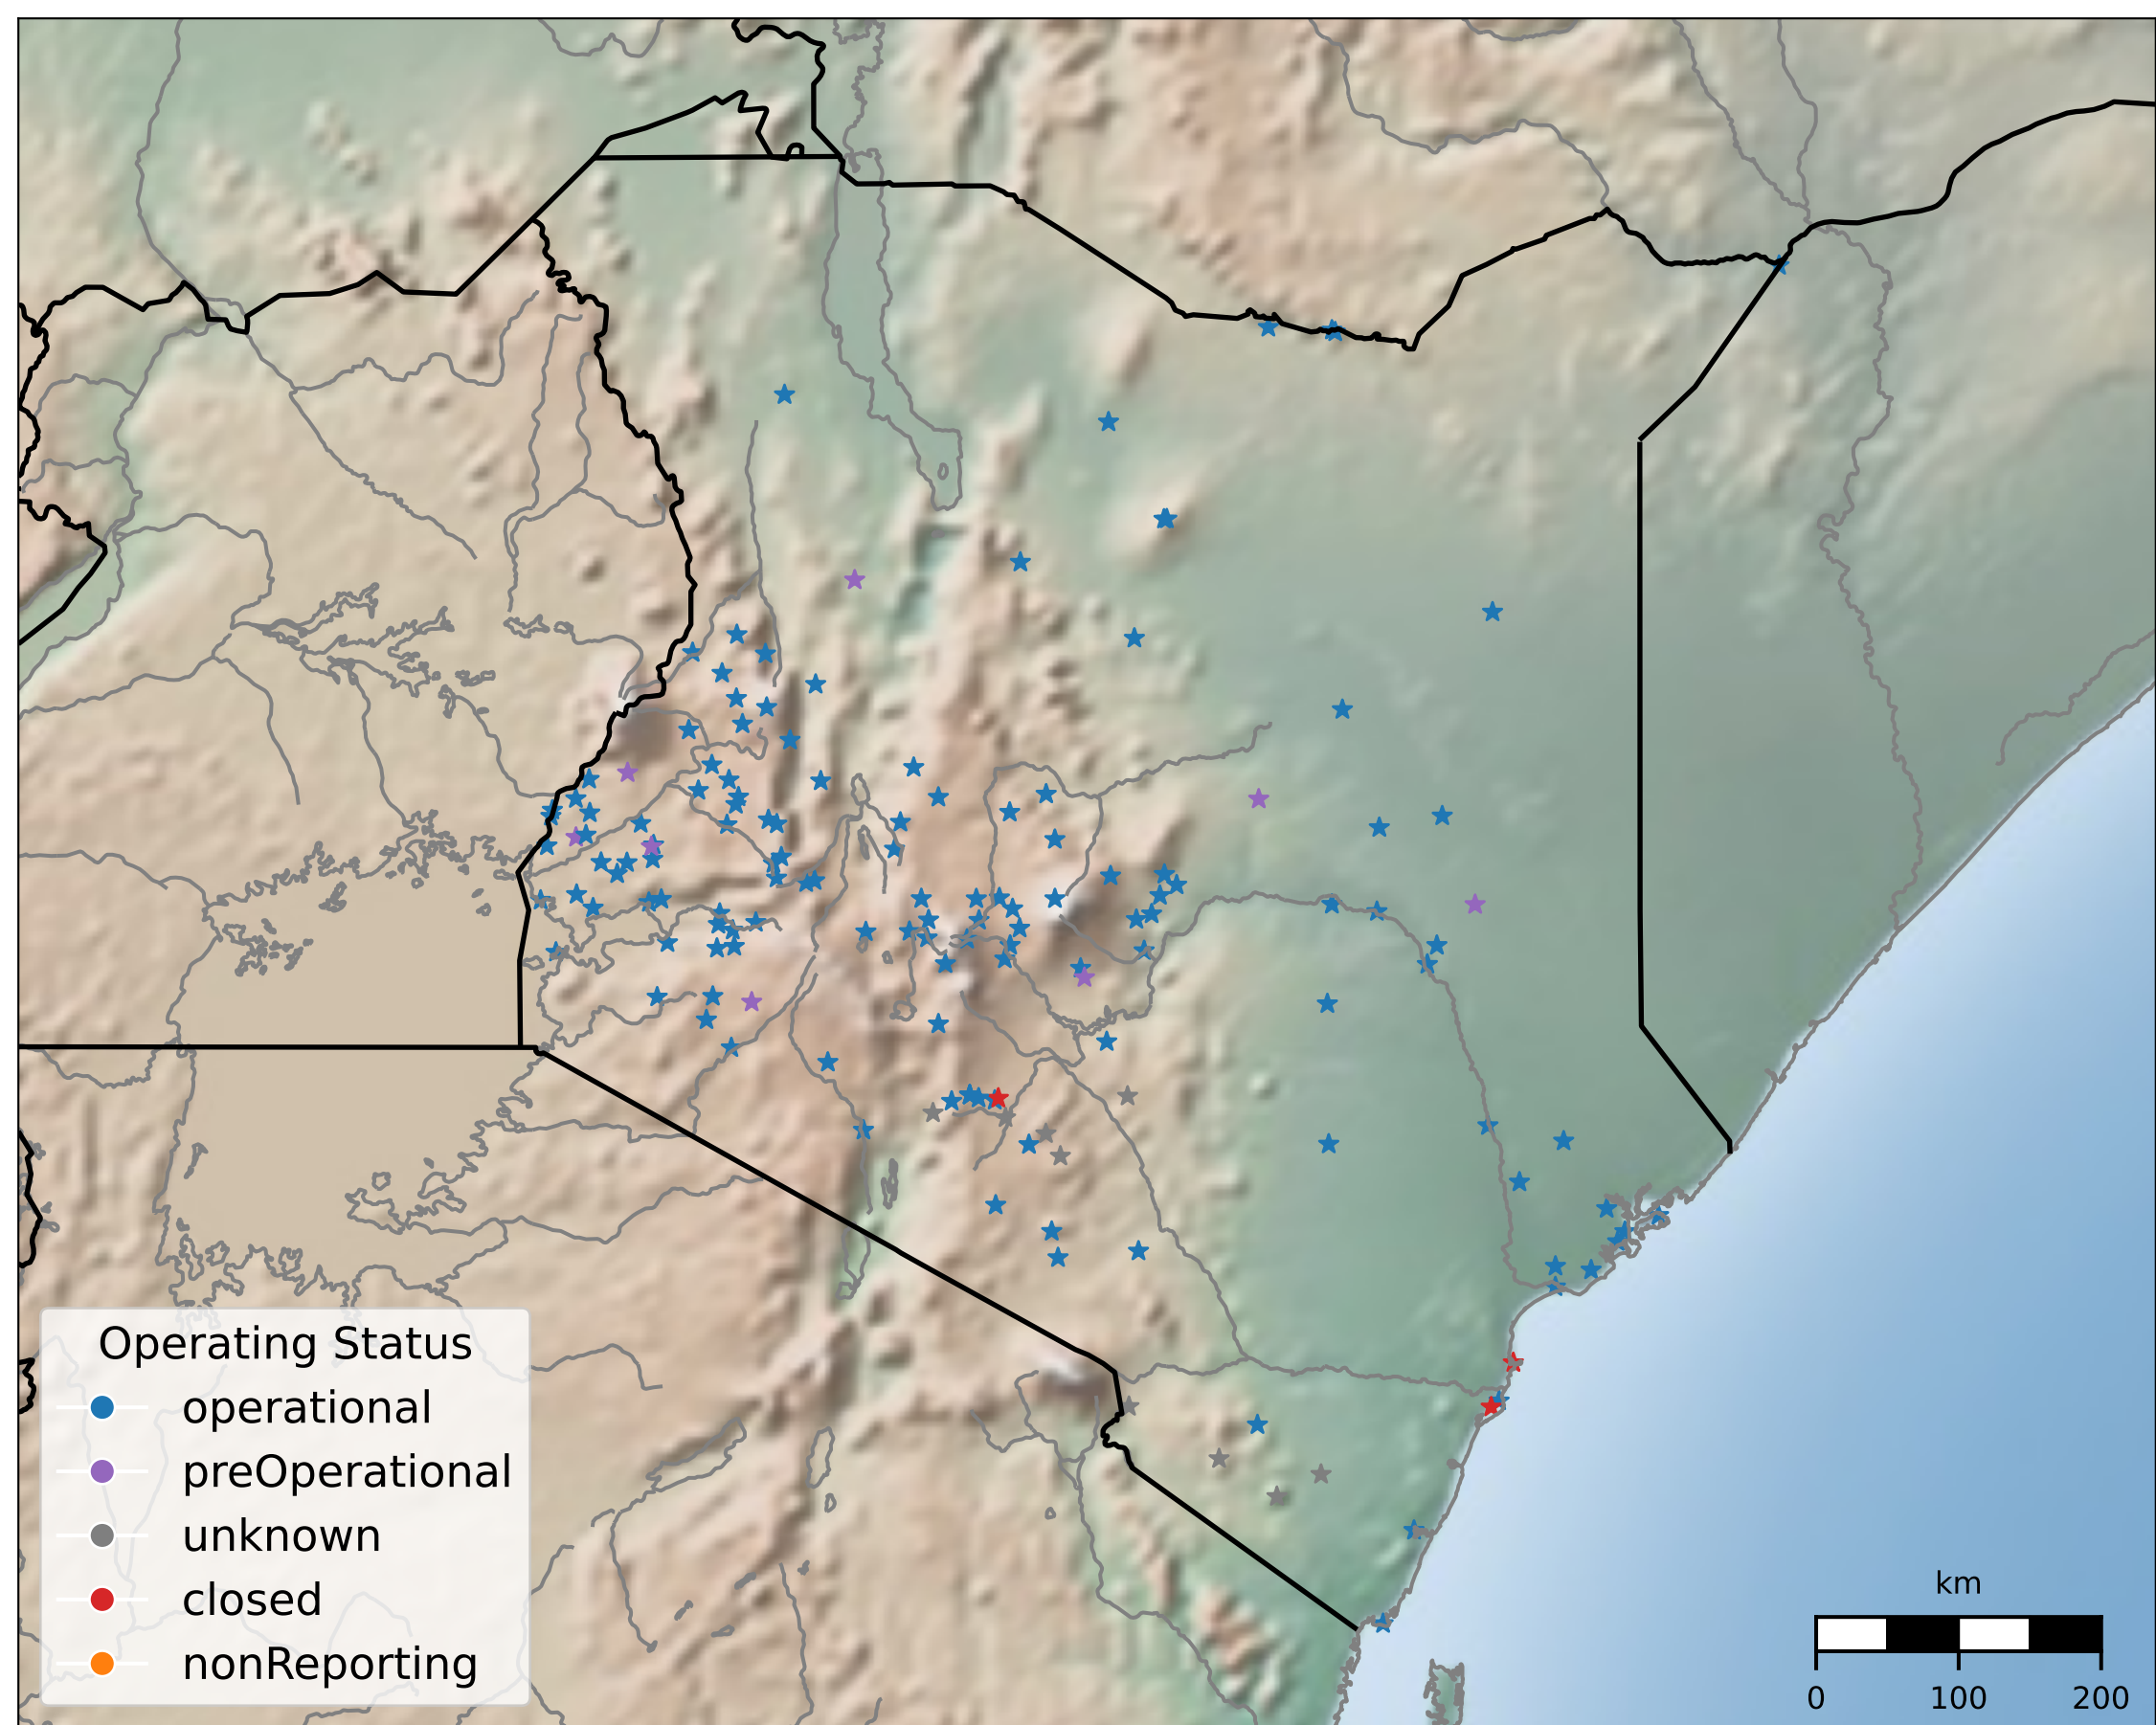 Operating Status
operational
preOperational
unknown
closed
nonReporting
km
0 100 200